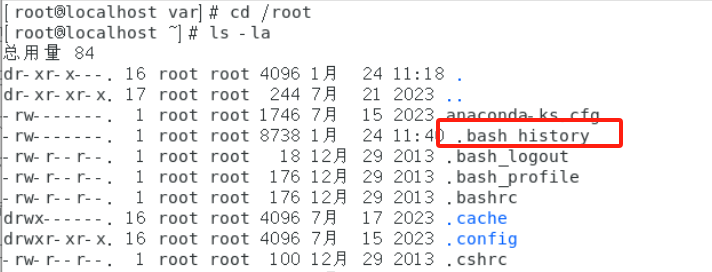 [root@localhost var]# cd /root
[root@localhost ~]# ls -la
总用量 84
dr-xr-x---. 16 root root 4096 1月 24 11:18 .
dr-xr-xr-x. 17 root root 244 7月 21 2023 ..
-rw-------. 1 root root 1746 7月 15 2023 anaconda-ks.cfg
-rw-------. 1 root root 8738 1月 24 11:40 .bash_history
-rw-r--r--. 1 root root 18 12月 29 2013 .bash_logout
-rw-r--r--. 1 root root 176 12月 29 2013 .bash_profile
-rw-r--r--. 1 root root 176 12月 29 2013 .bashrc
drwx------. 16 root root 4096 7月 17 2023 .cache
drwxr-xr-x. 16 root root 4096 7月 15 2023 .config
-rw-r--r--. 1 root root 100 12月 29 2013 .cshrc